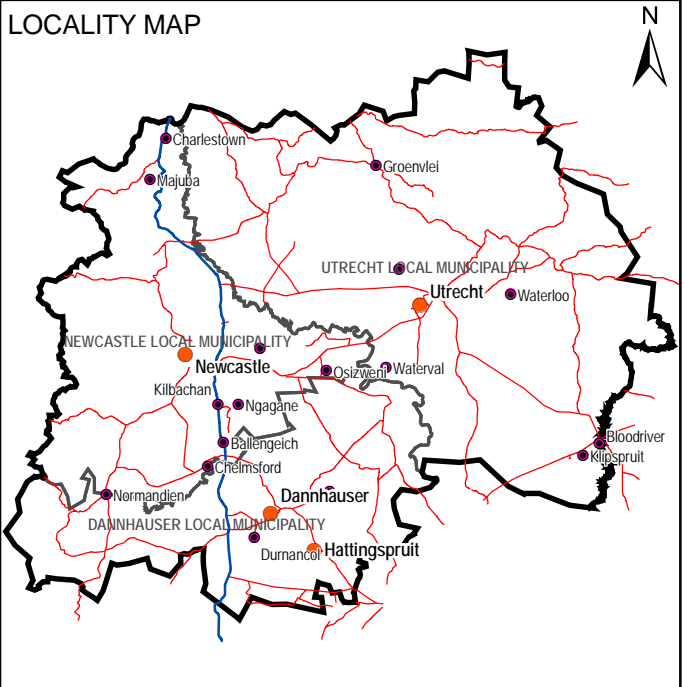 LOCALITY MAP
N
Charlestown
Groenvlei
Majuba
UTRECHT LOCAL MUNICIPALITY
Utrecht
Waterloo
NEWCASTLE LOCAL MUNICIPALITY
Newcastle
Osizweni
Waterval
Kilbachan
Ngagane
Ballengeich
Bloodriver
Klipspruit
Chelmsford
Normandien
Dannhauser
DANNHAUSER LOCAL MUNICIPALITY
Durnancol
Hattingspruit